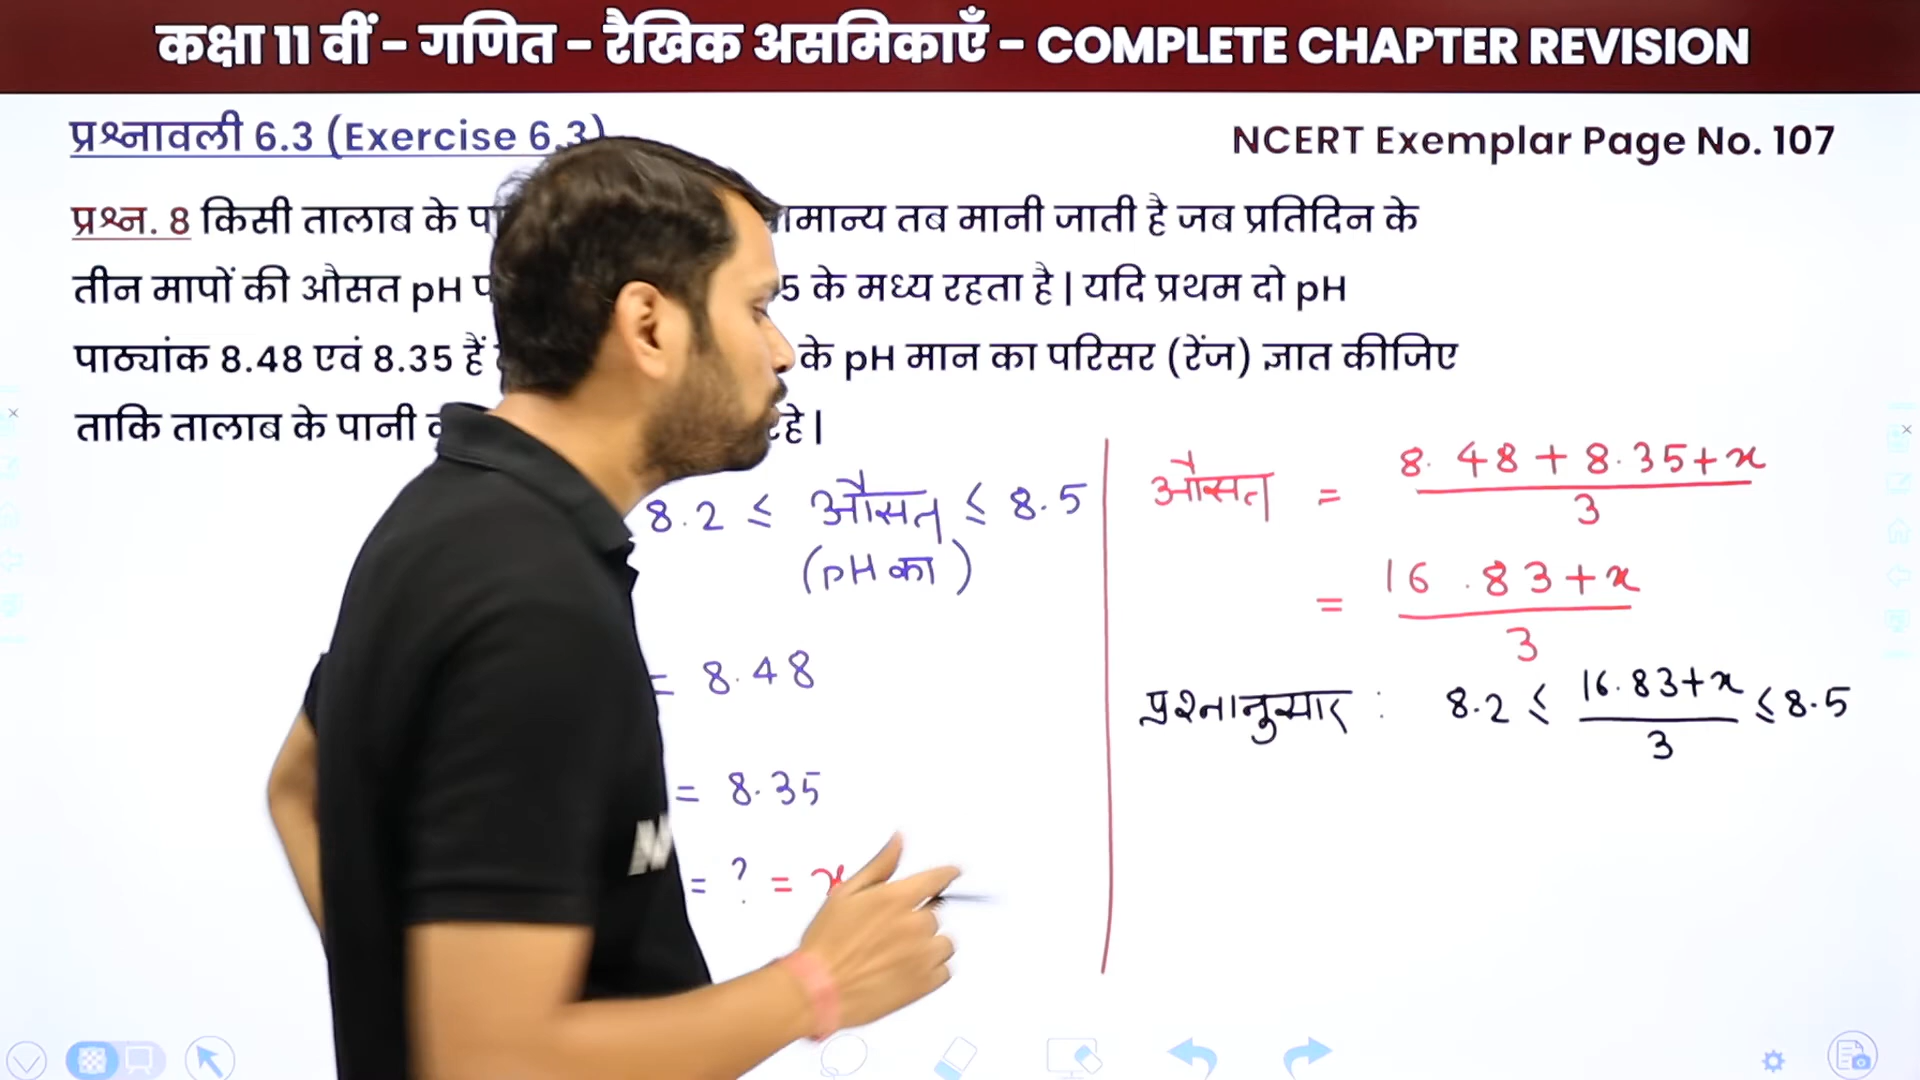 कक्षा 11 वीं - गणित - रैखिक असमिकाएँ - COMPLETE CHAPTER REVISION
प्रश्नावली 6.3 (Exercise 6.3)
NCERT Exemplar Page No. 107
प्रश्न. 8 किसी तालाब के तब मानी जाती है जब प्रतिदिन के
तीन मापों की औसत pH 5 के मध्य रहता है | यदि प्रथम दो pH
पाठ्यांक 8.48 एवं 8.35 हैं के pH मान का परिसर (रेंज) ज्ञात कीजिए
ताकि तालाब के पानी रहे |
8.2 ≤ औसत ≤ 8.5
(pH का)
= 8.48
= 8.35
= ? = x
औसत = 8.48 + 8.35 + x / 3
= 16.83 + x / 3
प्रश्नानुसार : 8.2 ≤ 16.83 + x / 3 ≤ 8.5